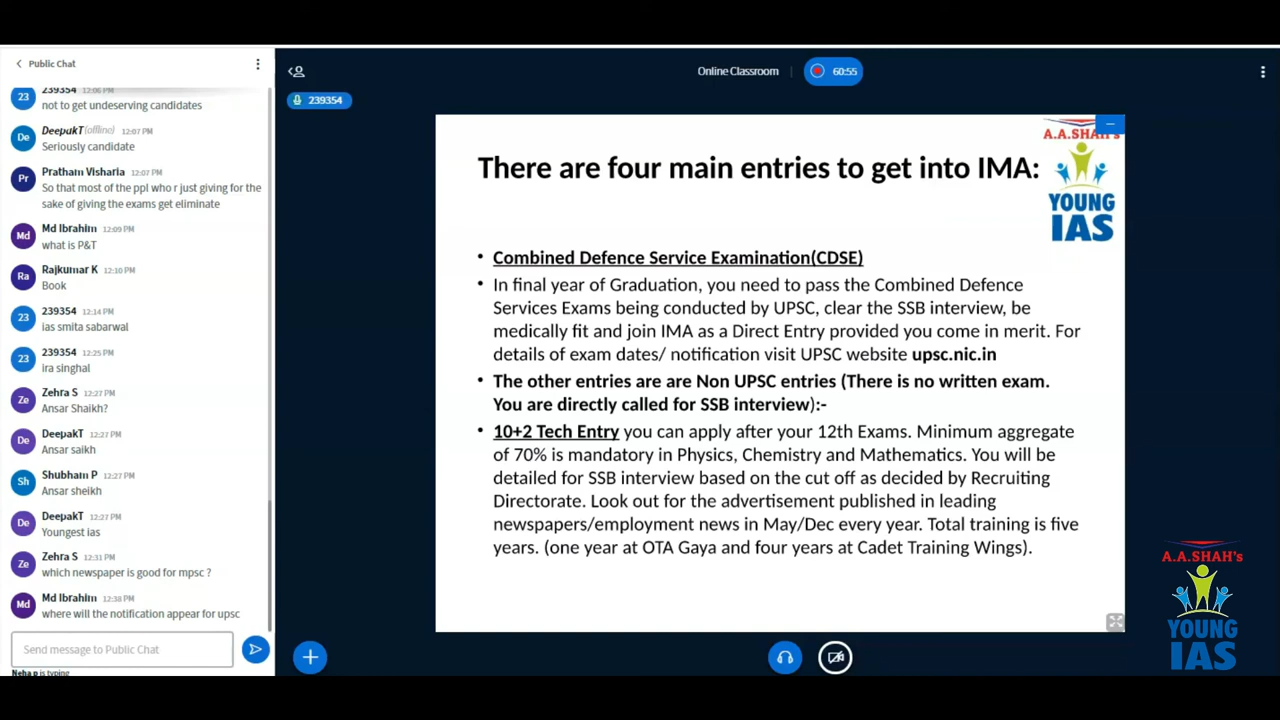 Public Chat
23
239354 12:06 PM
not to get undeserving candidates
De
DeepakT(offline) 12:07 PM
Seriously candidate
Pr
Pratham Visharia 12:07 PM
So that most of the ppl who r just giving for the
sake of giving the exams get eliminate
Md
Md Ibrahim 12:09 PM
what is P&T
Ra
Rajkumar K 12:10 PM
Book
23
239354 12:14 PM
ias smita sabarwal
23
239354 12:25 PM
ira singhal
Ze
Zehra S 12:27 PM
Ansar Shaikh?
De
DeepakT 12:27 PM
Ansar saikh
Sh
Shubham P 12:27 PM
Ansar sheikh
De
DeepakT 12:27 PM
Youngest ias
Ze
Zehra S 12:31 PM
which newspaper is good for mpsc ?
Md
Md Ibrahim 12:38 PM
where will the notification appear for upsc
Send message to Public Chat
Neha p is typing
Online Classroom
60:55
239354
There are four main entries to get into IMA:
A.A.SHAH's
YOUNG
IAS
• Combined Defence Service Examination(CDSE)
• In final year of Graduation, you need to pass the Combined Defence
Services Exams being conducted by UPSC, clear the SSB interview, be
medically fit and join IMA as a Direct Entry provided you come in merit. For
details of exam dates/ notification visit UPSC website upsc.nic.in
• The other entries are are Non UPSC entries (There is no written exam.
You are directly called for SSB interview):-
• 10+2 Tech Entry you can apply after your 12th Exams. Minimum aggregate
of 70% is mandatory in Physics, Chemistry and Mathematics. You will be
detailed for SSB interview based on the cut off as decided by Recruiting
Directorate. Look out for the advertisement published in leading
newspapers/employment news in May/Dec every year. Total training is five
years. (one year at OTA Gaya and four years at Cadet Training Wings).
A.A.SHAH's
YOUNG
IAS